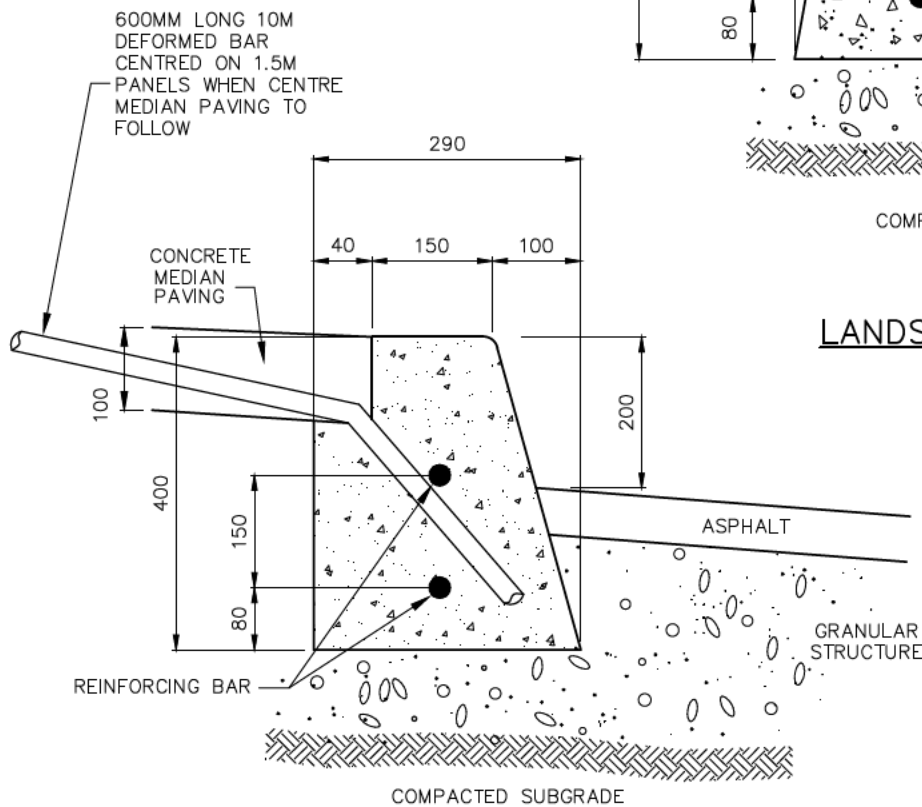 600MM LONG 10M
DEFORMED BAR
CENTRED ON 1.5M
PANELS WHEN CENTRE
MEDIAN PAVING TO
FOLLOW
80
COMP
LANDS
290
40
150
100
CONCRETE
MEDIAN
PAVING
100
400
200
150
80
ASPHALT
GRANULAR
STRUCTURE
REINFORCING BAR
COMPACTED SUBGRADE